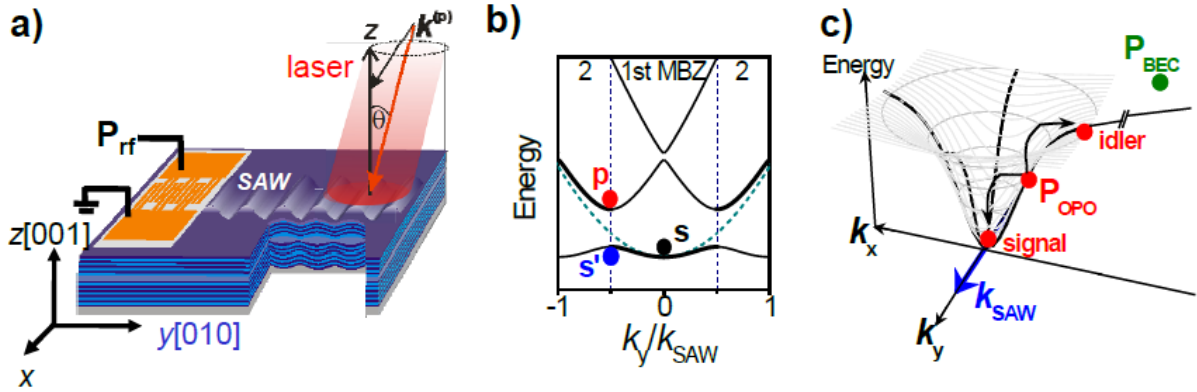 a)
z
k(p)
laser
θ
Prf
SAW
z[001]
y[010]
x
b)
2 1st MBZ 2
Energy
p
s
s'
-1 0 1
ky/kSAW
c)
Energy
PBEC
idler
POPO
kx
signal
kSAW
ky